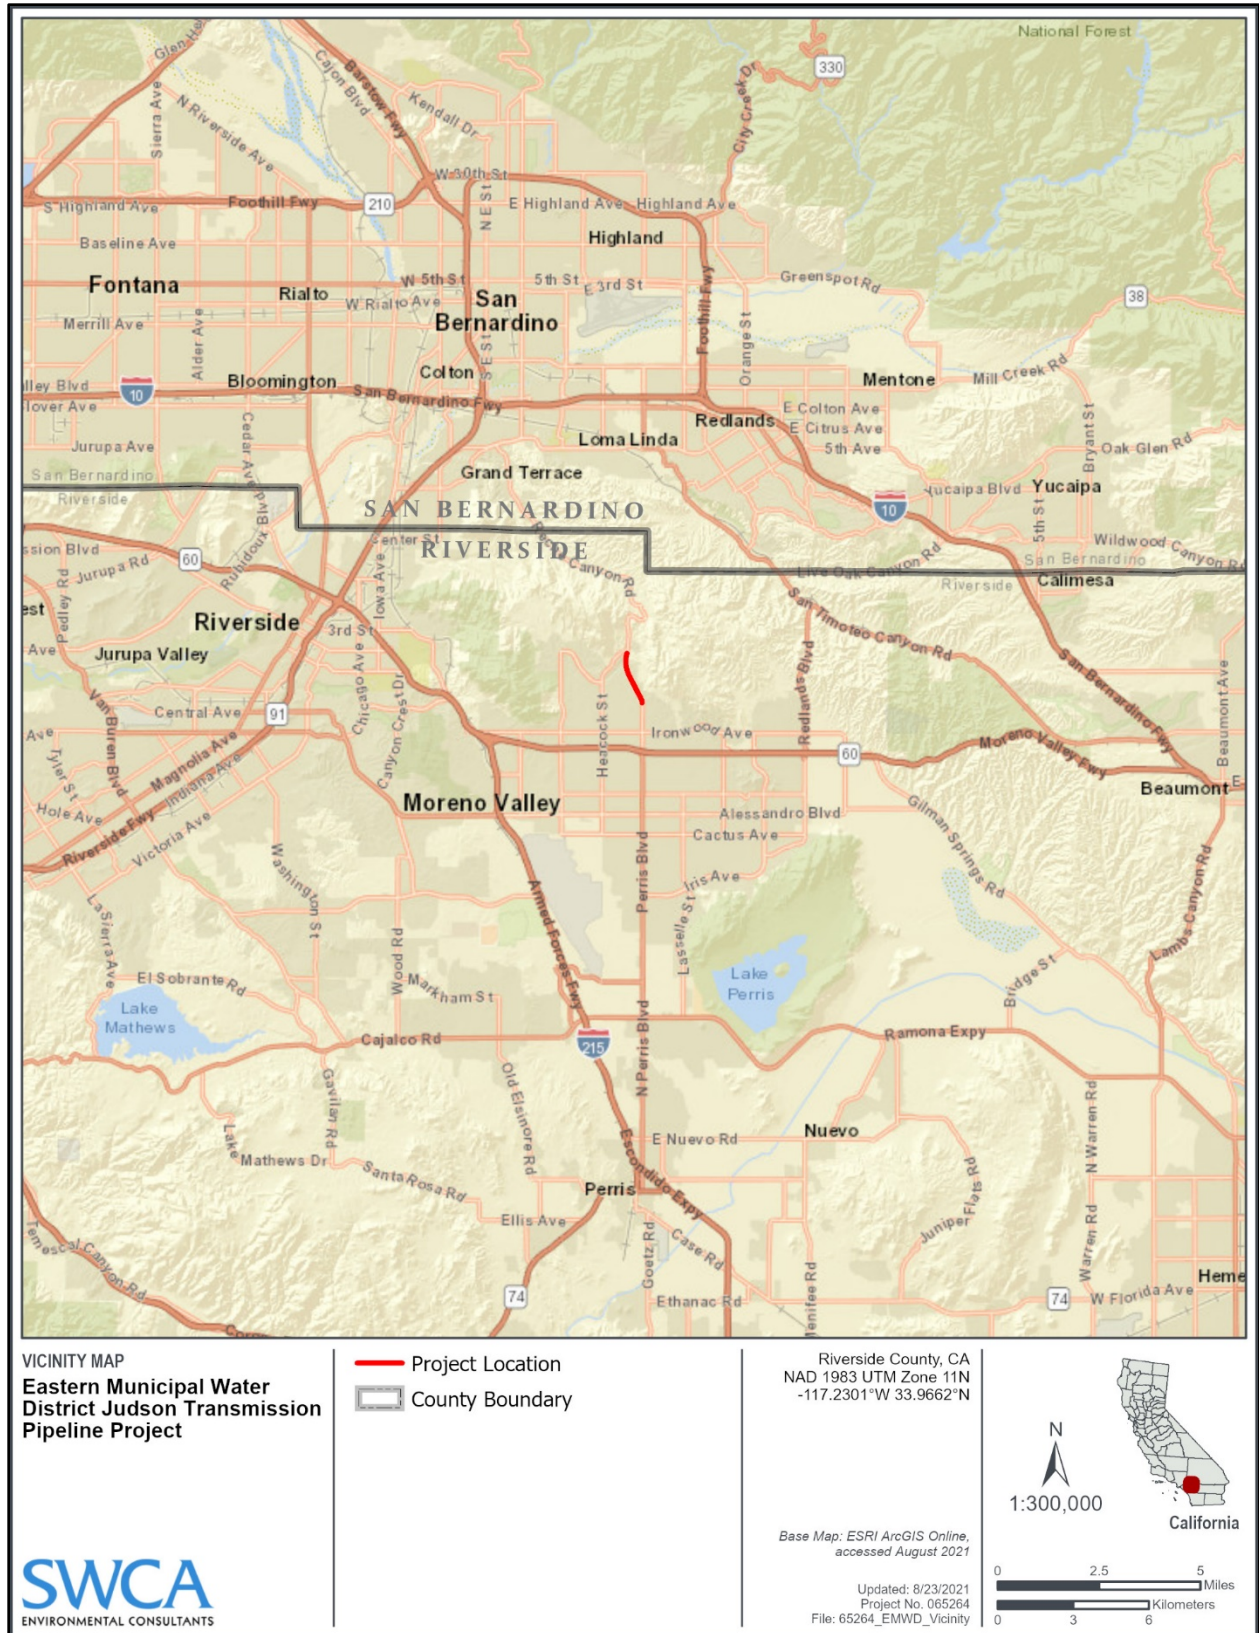 National Forest
Glen He
330
Cajon Blvd
Barstow Fwy
Kendall Dr
City Creek Dr
Sierra Ave
N Riverside Ave
W 30th St
S Highland Ave
Foothill Fwy
210
N E St
E Highland Ave
Highland Ave
Baseline Ave
Highland
Fontana
Rialto
W 5th St
5th St
E 3rd St
Greenspot Rd
W Rialto Ave
San
Bernardino
38
Merrill Ave
Alder Ave
S E St
Foothill Fwy
Orange St
lley Blvd
10
Bloomington
Colton
Mentone
Mill Creek Rd
lover Ave
San Bernardino Fwy
Redlands
E Colton Ave
E Citrus Ave
5th Ave
Jurupa Ave
Cedar Ave
Loma Linda
Bryant St
Oak Glen Rd
San Bernardino
Riverside
Grand Terrace
10
Yucaipa Blvd
Yucaipa
SAN BERNARDINO
RIVERSIDE
Center St
Canyon Rd
5th St
Wildwood Canyon Rd
ssion Blvd
60
Rubidoux Blvd
Iowa Ave
Live Oak Canyon Rd
San Bernardino
Riverside
Calimesa
Jurupa Rd
Pedley Rd
est
Riverside
3rd St
San Timoteo Canyon Rd
Ave
Jurupa Valley
Chicago Ave
Canyon Crest Dr
Redlands Blvd
San Bernardino Fwy
Beaumont Ave
Van Buren Blvd
Central Ave
91
Heacock St
Ironwood Ave
60
Moreno Valley Fwy
Ave
Tyler St
Magnolia Ave
Indiana Ave
Hole Ave
Riverside Fwy
Victoria Ave
Moreno Valley
Alessandro Blvd
Cactus Ave
Gilman Springs Rd
Beaumont
E
Washington St
Perris Blvd
Iris Ave
Lasselle St
Lambs Canyon Rd
La Sierra Ave
Armed Forces Fwy
El Sobrante Rd
Wood Rd
Markham St
Lake
Mathews
Lake
Perris
Bridge St
Cajalco Rd
215
N Perris Blvd
Ramona Expy
Gavilan Rd
Old Elsinore Rd
E Nuevo Rd
Nuevo
N Warren Rd
Lake
Mathews Dr
Santa Rosa Rd
Escondido Expy
Perris
Juniper Flats Rd
Ellis Ave
Temescal Canyon Rd
Goetz Rd
Case Rd
Warren Rd
Heme
74
Ethanac Rd
Menifee Rd
74
W Florida Ave
VICINITY MAP
Eastern Municipal Water
District Judson Transmission
Pipeline Project
SWCA
ENVIRONMENTAL CONSULTANTS
Project Location
County Boundary
Riverside County, CA
NAD 1983 UTM Zone 11N
-117.2301°W 33.9662°N
Base Map: ESRI ArcGIS Online,
accessed August 2021
Updated: 8/23/2021
Project No. 065264
File: 65264_EMWD_Vicinity
N
1:300,000
California
0 2.5 5
Miles
Kilometers
0 3 6